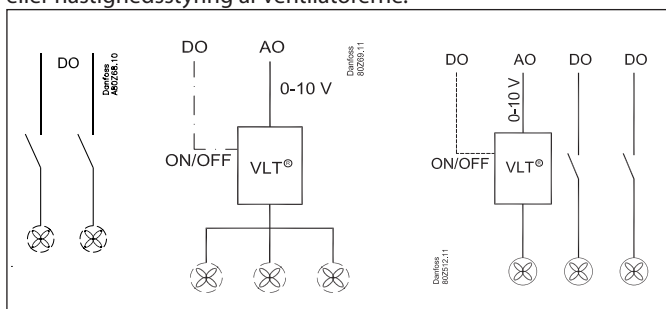 eller hastighedsstyring af ventilatorerne.
DO
Danfoss
A80Z68.10
DO
AO
Danfoss
80Z69.11
0-10 V
ON/OFF
VLT®
DO
AO
DO
DO
0-10 V
ON/OFF
VLT®
Danfoss
80Z512.11